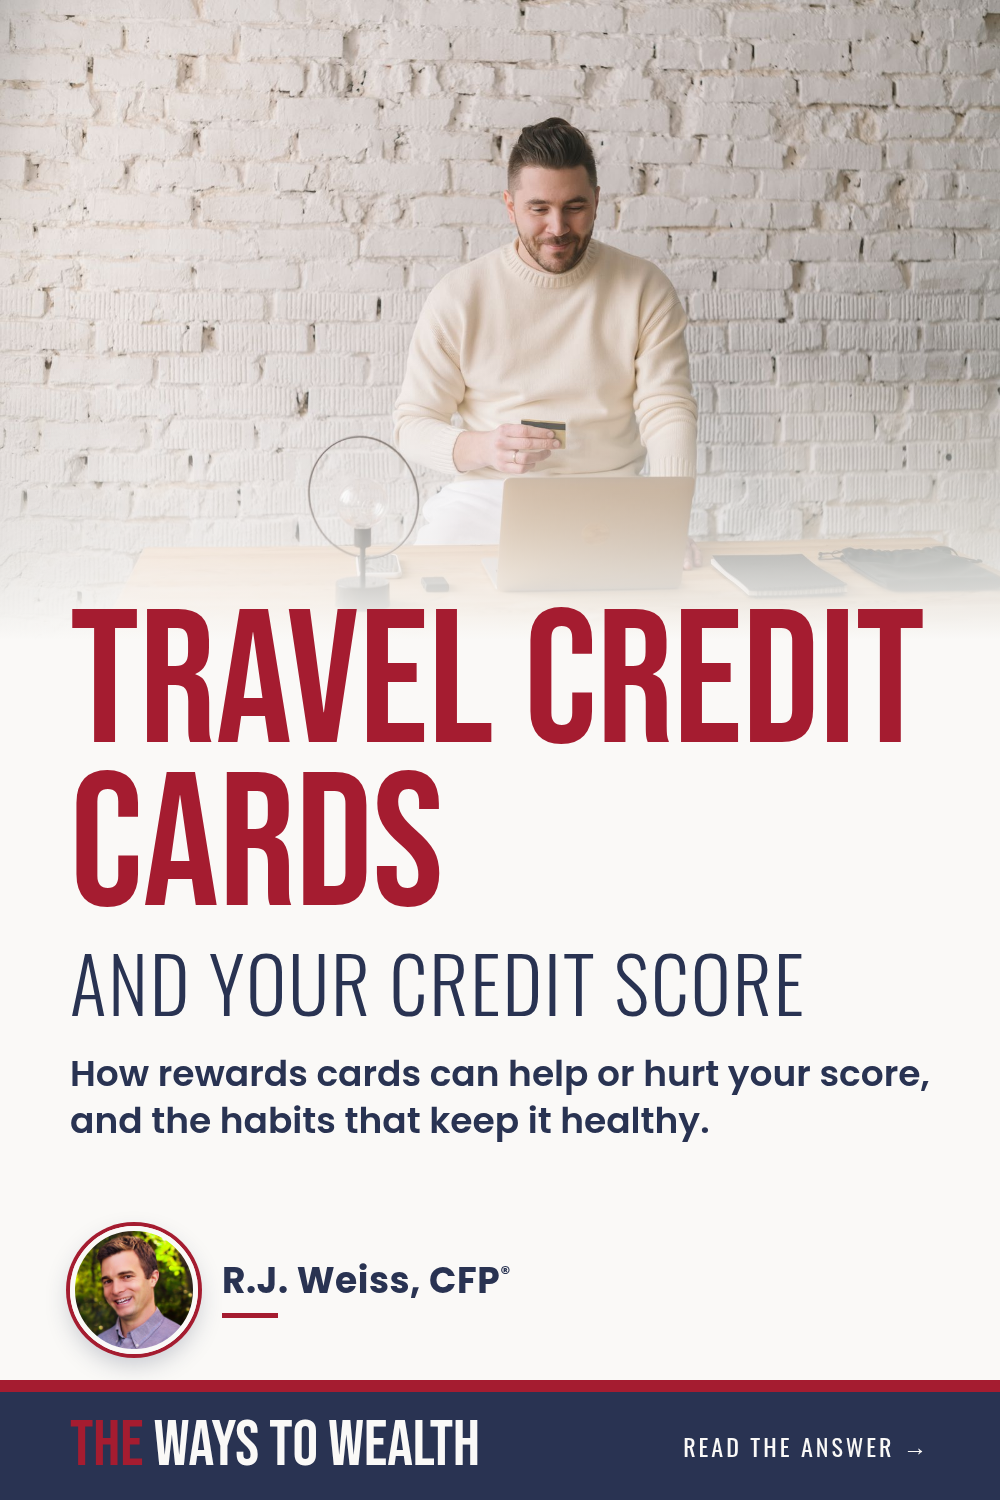 TRAVEL CREDIT
CARDS
AND YOUR CREDIT SCORE
How rewards cards can help or hurt your score,
and the habits that keep it healthy.
R.J. Weiss, CFP®
THE WAYS TO WEALTH
READ THE ANSWER →